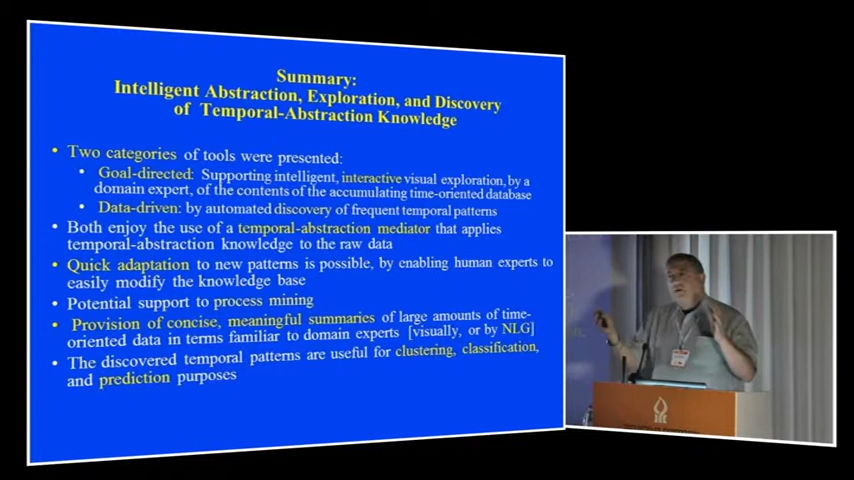 Summary:
Intelligent Abstraction, Exploration, and Discovery
of Temporal-Abstraction Knowledge
• Two categories of tools were presented:
• Goal-directed: Supporting intelligent, interactive visual exploration, by a
domain expert, of the contents of the accumulating time-oriented database
• Data-driven: by automated discovery of frequent temporal patterns
• Both enjoy the use of a temporal-abstraction mediator that applies
temporal-abstraction knowledge to the raw data
• Quick adaptation to new patterns is possible, by enabling human experts to
easily modify the knowledge base
• Potential support to process mining
• Provision of concise, meaningful summaries of large amounts of time-
oriented data in terms familiar to domain experts [visually, or by NLG]
• The discovered temporal patterns are useful for clustering, classification,
and prediction purposes